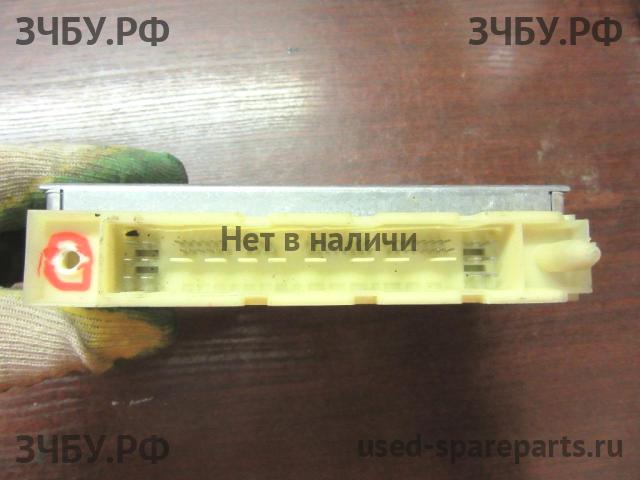 ЗЧБУ.РФ ЗЧБУ.РФ
Нет в наличи
ЗЧБУ.РФ used-spareparts.ru